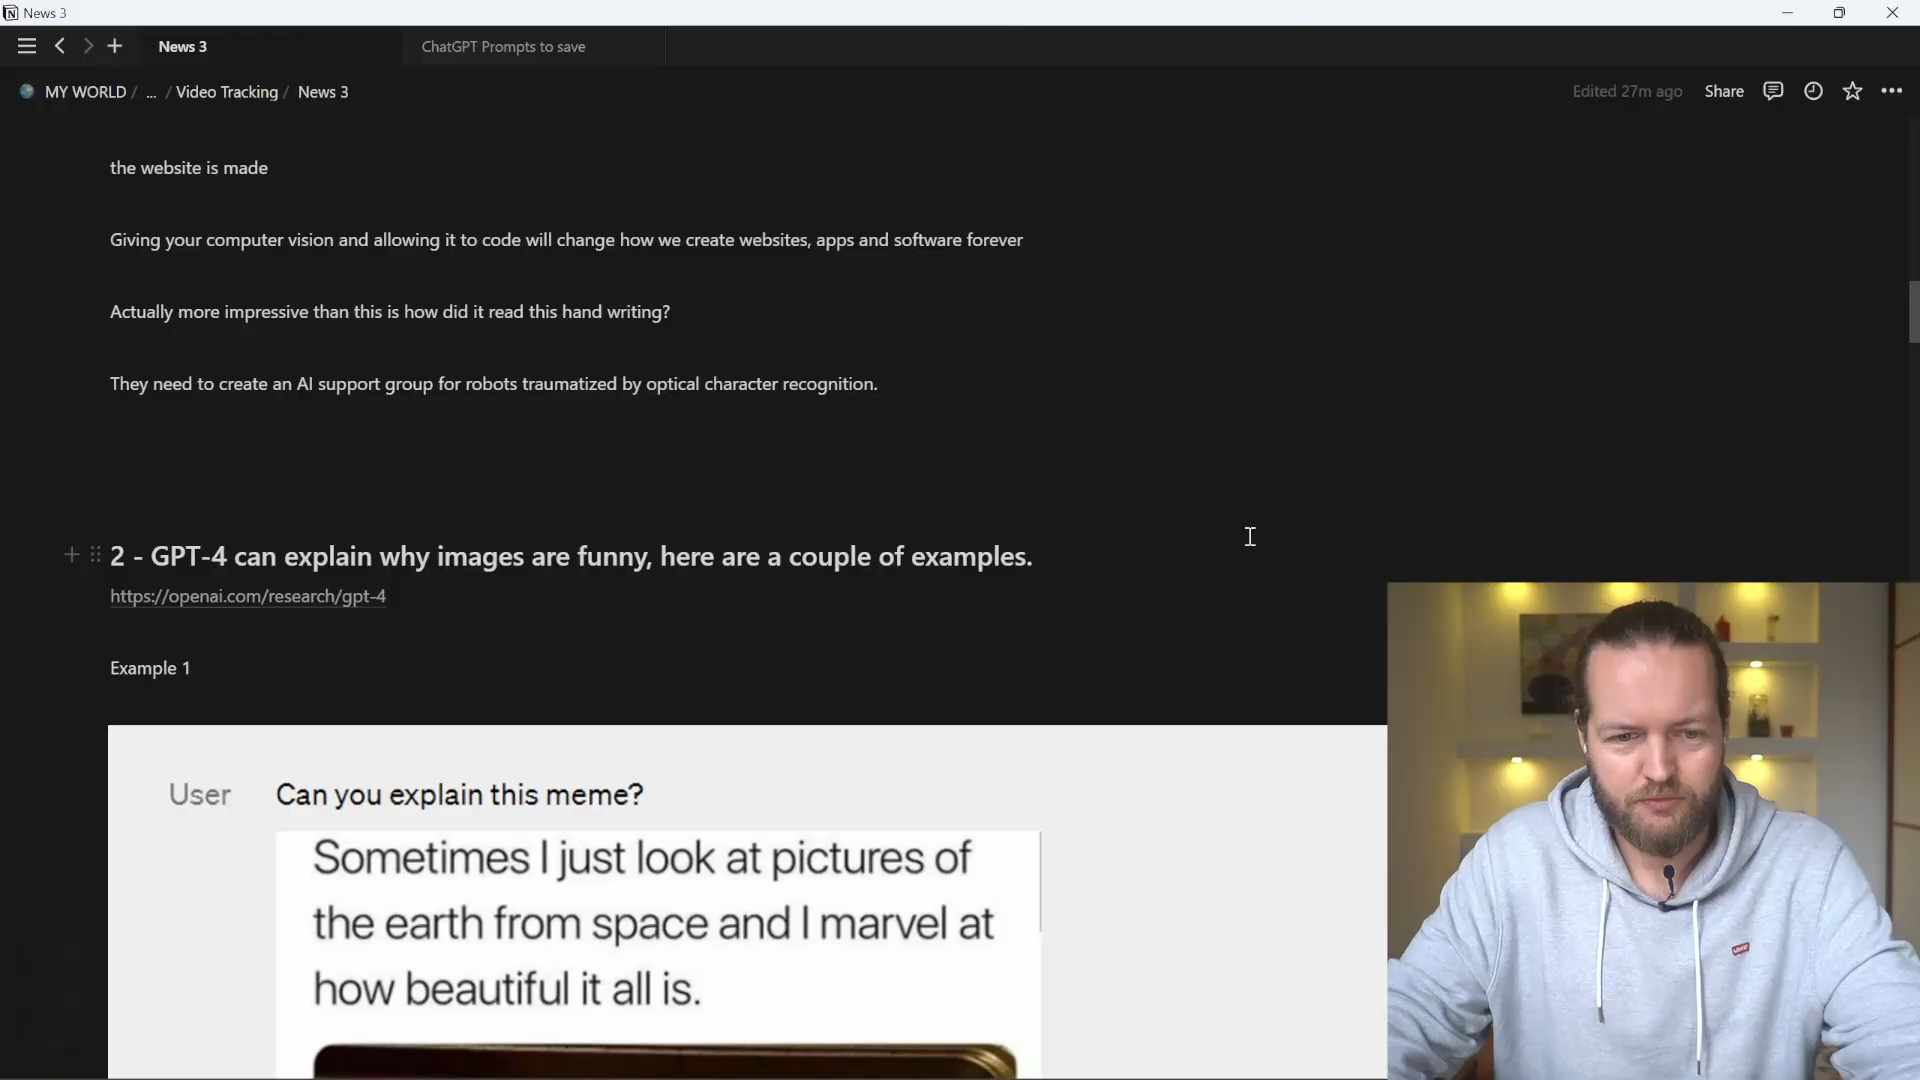 News 3
News 3
ChatGPT Prompts to save
MY WORLD / ... / Video Tracking / News 3
Edited 27m ago
Share
the website is made
Giving your computer vision and allowing it to code will change how we create websites, apps and software forever
Actually more impressive than this is how did it read this hand writing?
They need to create an AI support group for robots traumatized by optical character recognition.
2 - GPT-4 can explain why images are funny, here are a couple of examples.
https://openai.com/research/gpt-4
Example 1
User Can you explain this meme?
Sometimes I just look at pictures of
the earth from space and I marvel at
how beautiful it all is.